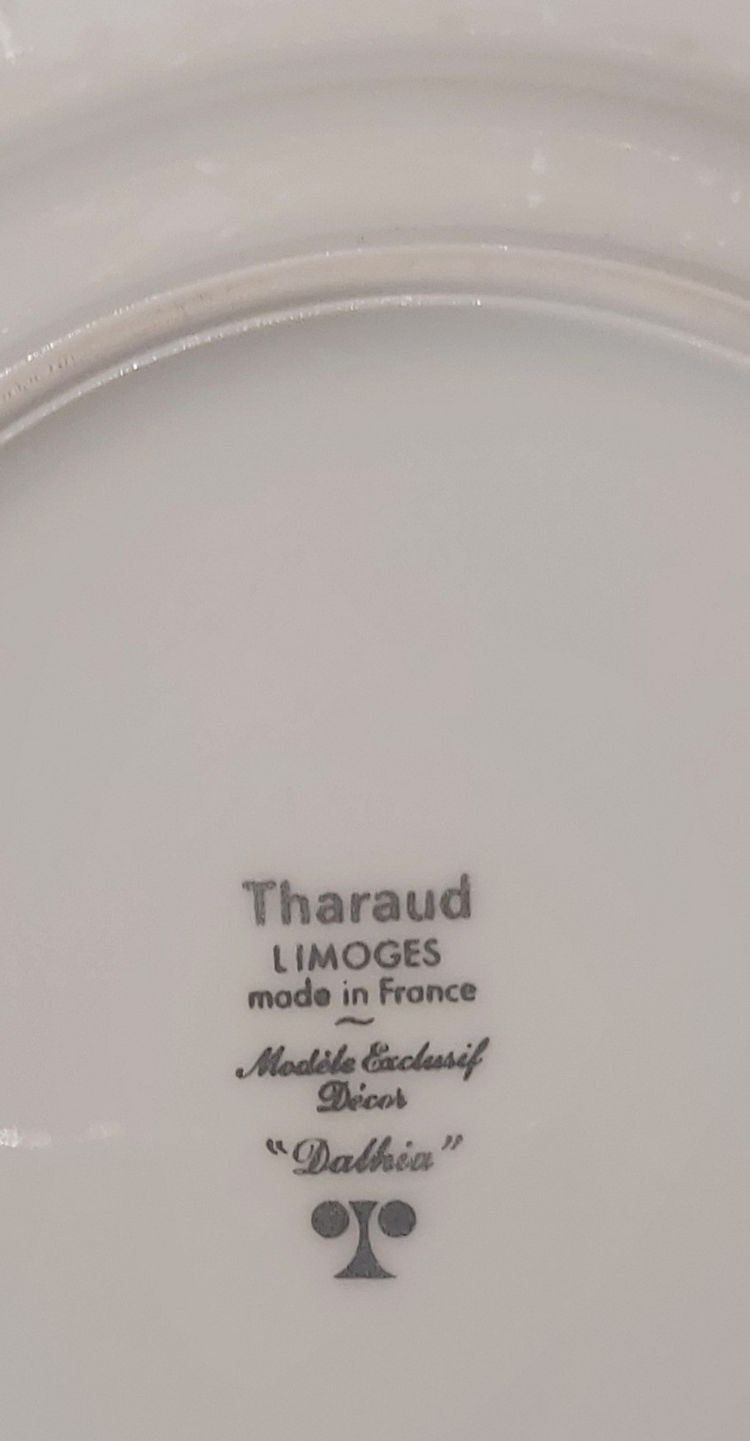 Tharaud
LIMOGES
made in France
~
Modèle Exclusif
Décor
"Dalhia"